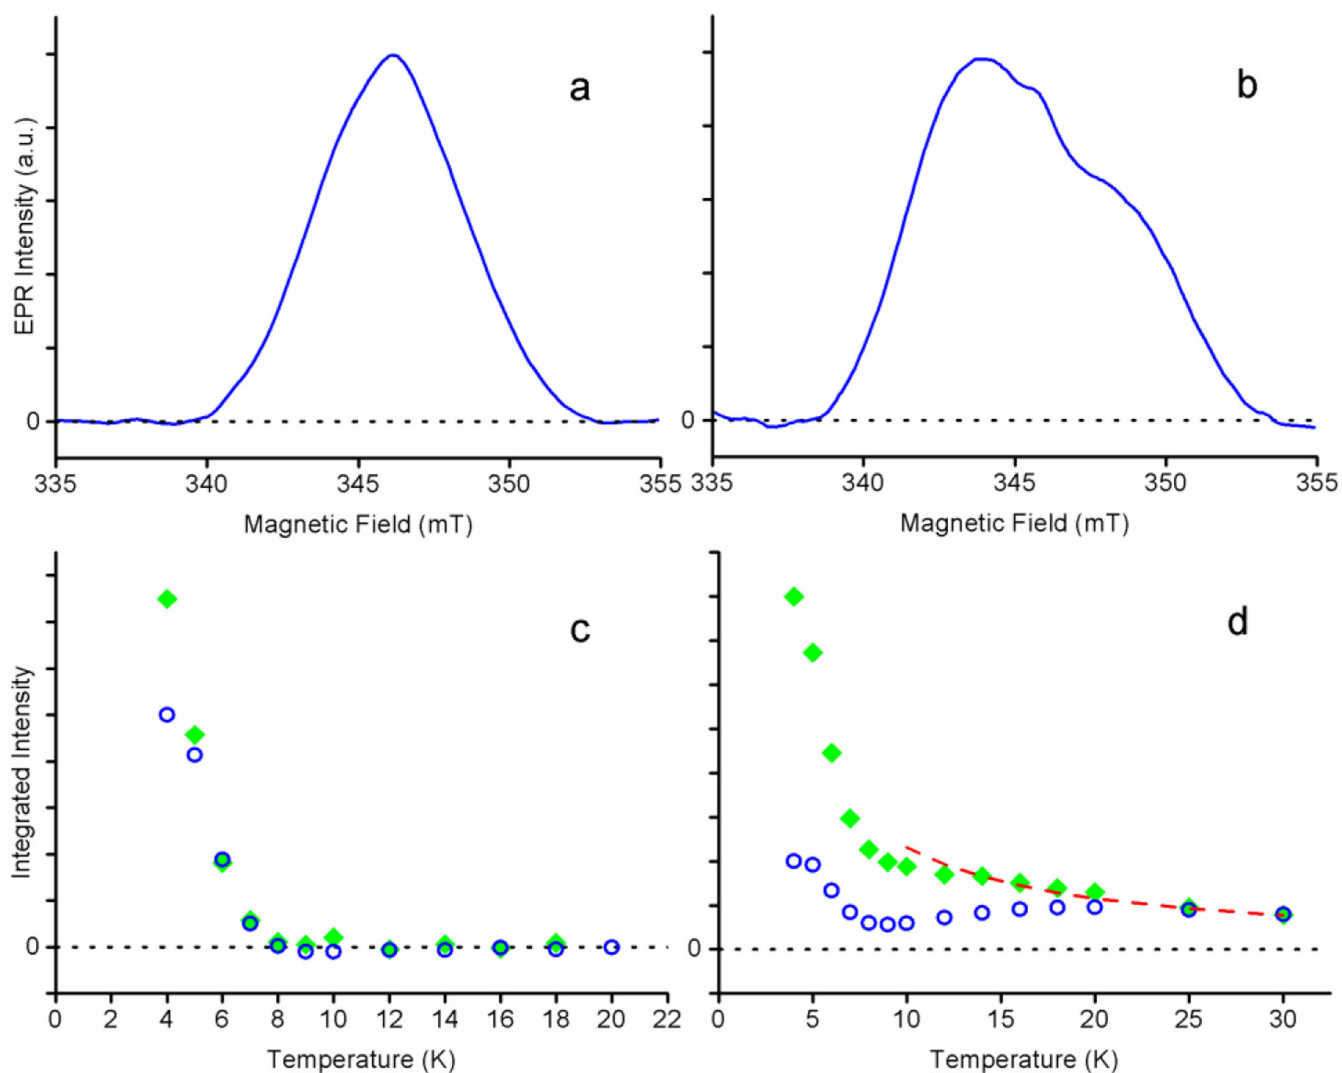 a
b
EPR Intensity (a.u.)
0
335 340 345 350 355
Magnetic Field (mT)
0
335 340 345 350 355
Magnetic Field (mT)
c
d
Integrated Intensity
0
0 2 4 6 8 10 12 14 16 18 20 22
Temperature (K)
0
0 5 10 15 20 25 30
Temperature (K)